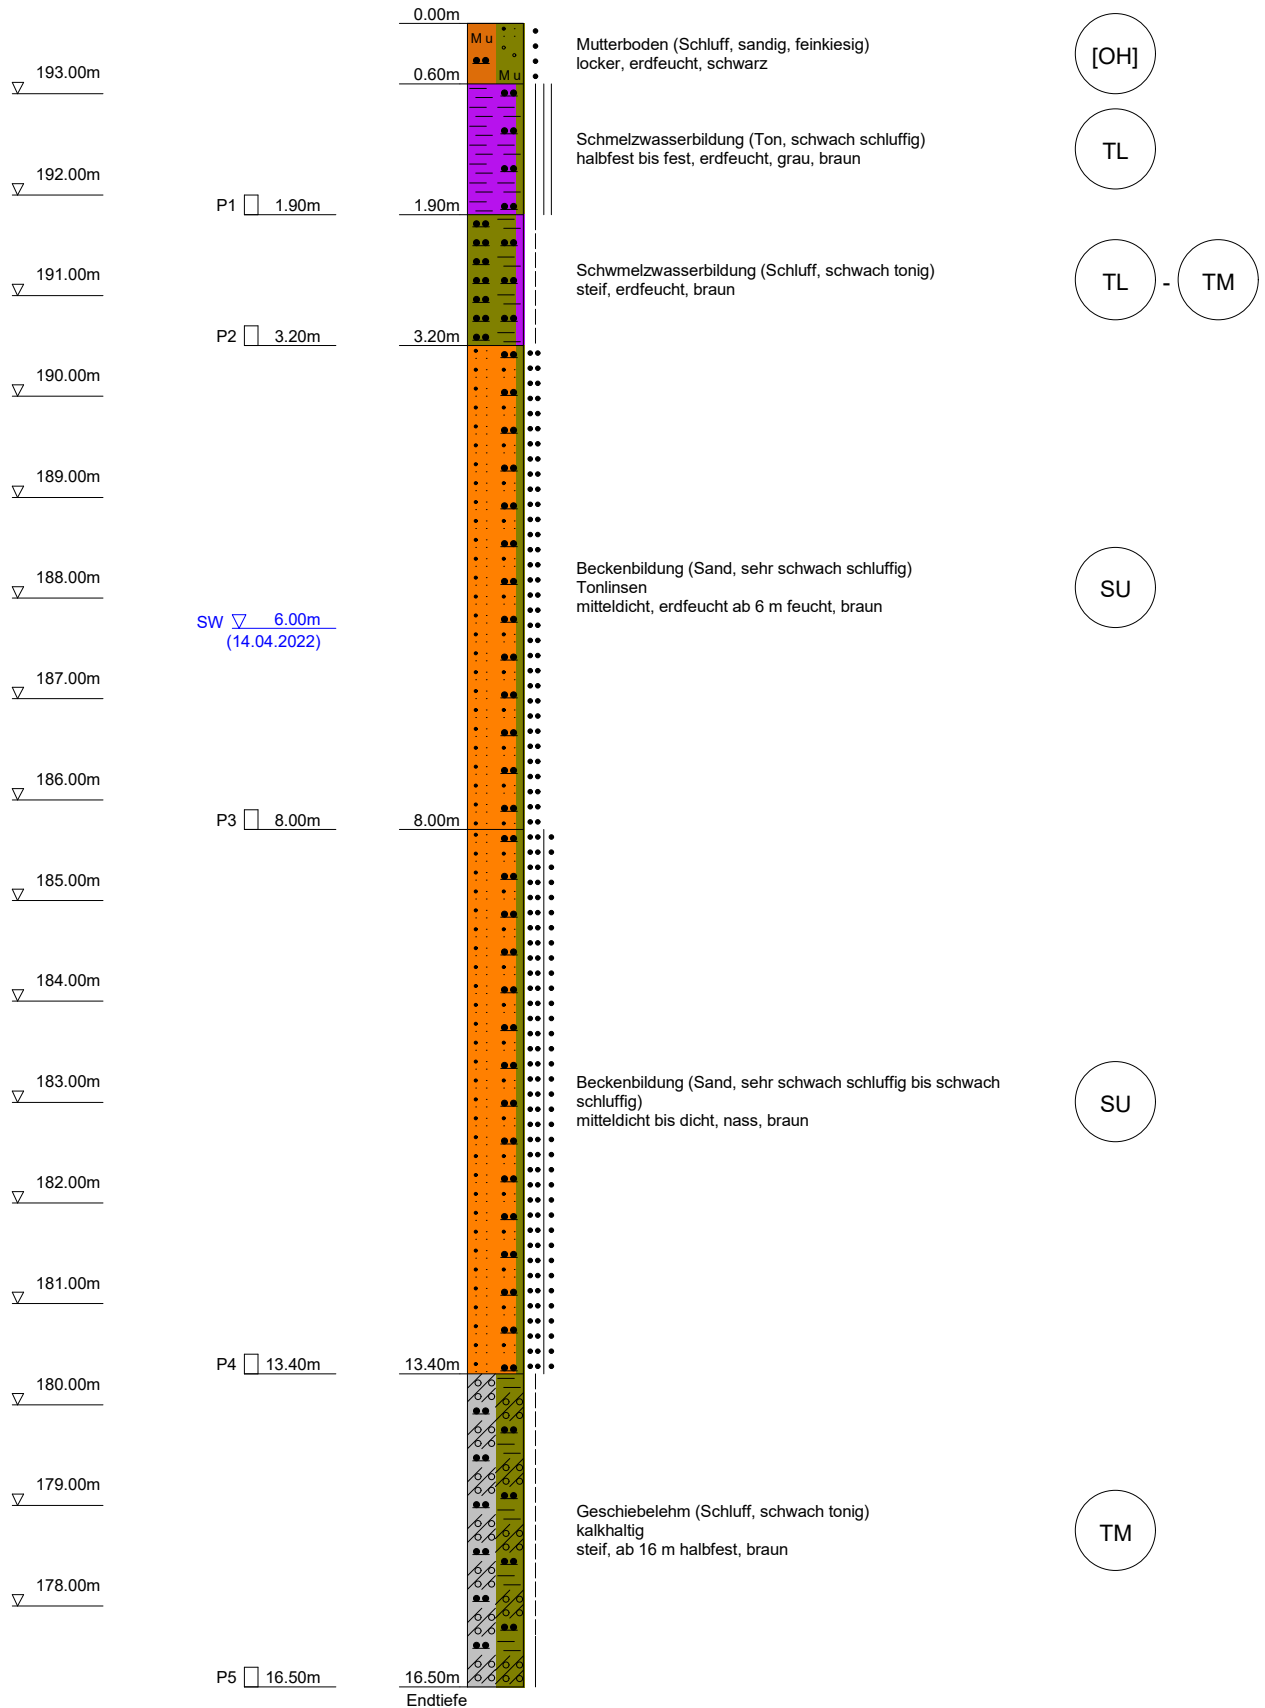 0.00m
Mu
Mutterboden (Schluff, sandig, feinkiesig)
locker, erdfeucht, schwarz
[OH]
193.00m
0.60m
Mu
Schmelzwasserbildung (Ton, schwach schluffig)
halbfest bis fest, erdfeucht, grau, braun
TL
192.00m
P1 1.90m
1.90m
191.00m
Schwmelzwasserbildung (Schluff, schwach tonig)
steif, erdfeucht, braun
TL - TM
P2 3.20m
3.20m
190.00m
189.00m
188.00m
Beckenbildung (Sand, sehr schwach schluffig)
Tonlinsen
mitteldicht, erdfeucht ab 6 m feucht, braun
SU
SW 6.00m
(14.04.2022)
187.00m
186.00m
P3 8.00m
8.00m
185.00m
184.00m
183.00m
Beckenbildung (Sand, sehr schwach schluffig bis schwach
schluffig)
mitteldicht bis dicht, nass, braun
SU
182.00m
181.00m
P4 13.40m
13.40m
180.00m
179.00m
Geschiebelehm (Schluff, schwach tonig)
kalkhaltig
steif, ab 16 m halbfest, braun
TM
178.00m
P5 16.50m
16.50m
Endtiefe